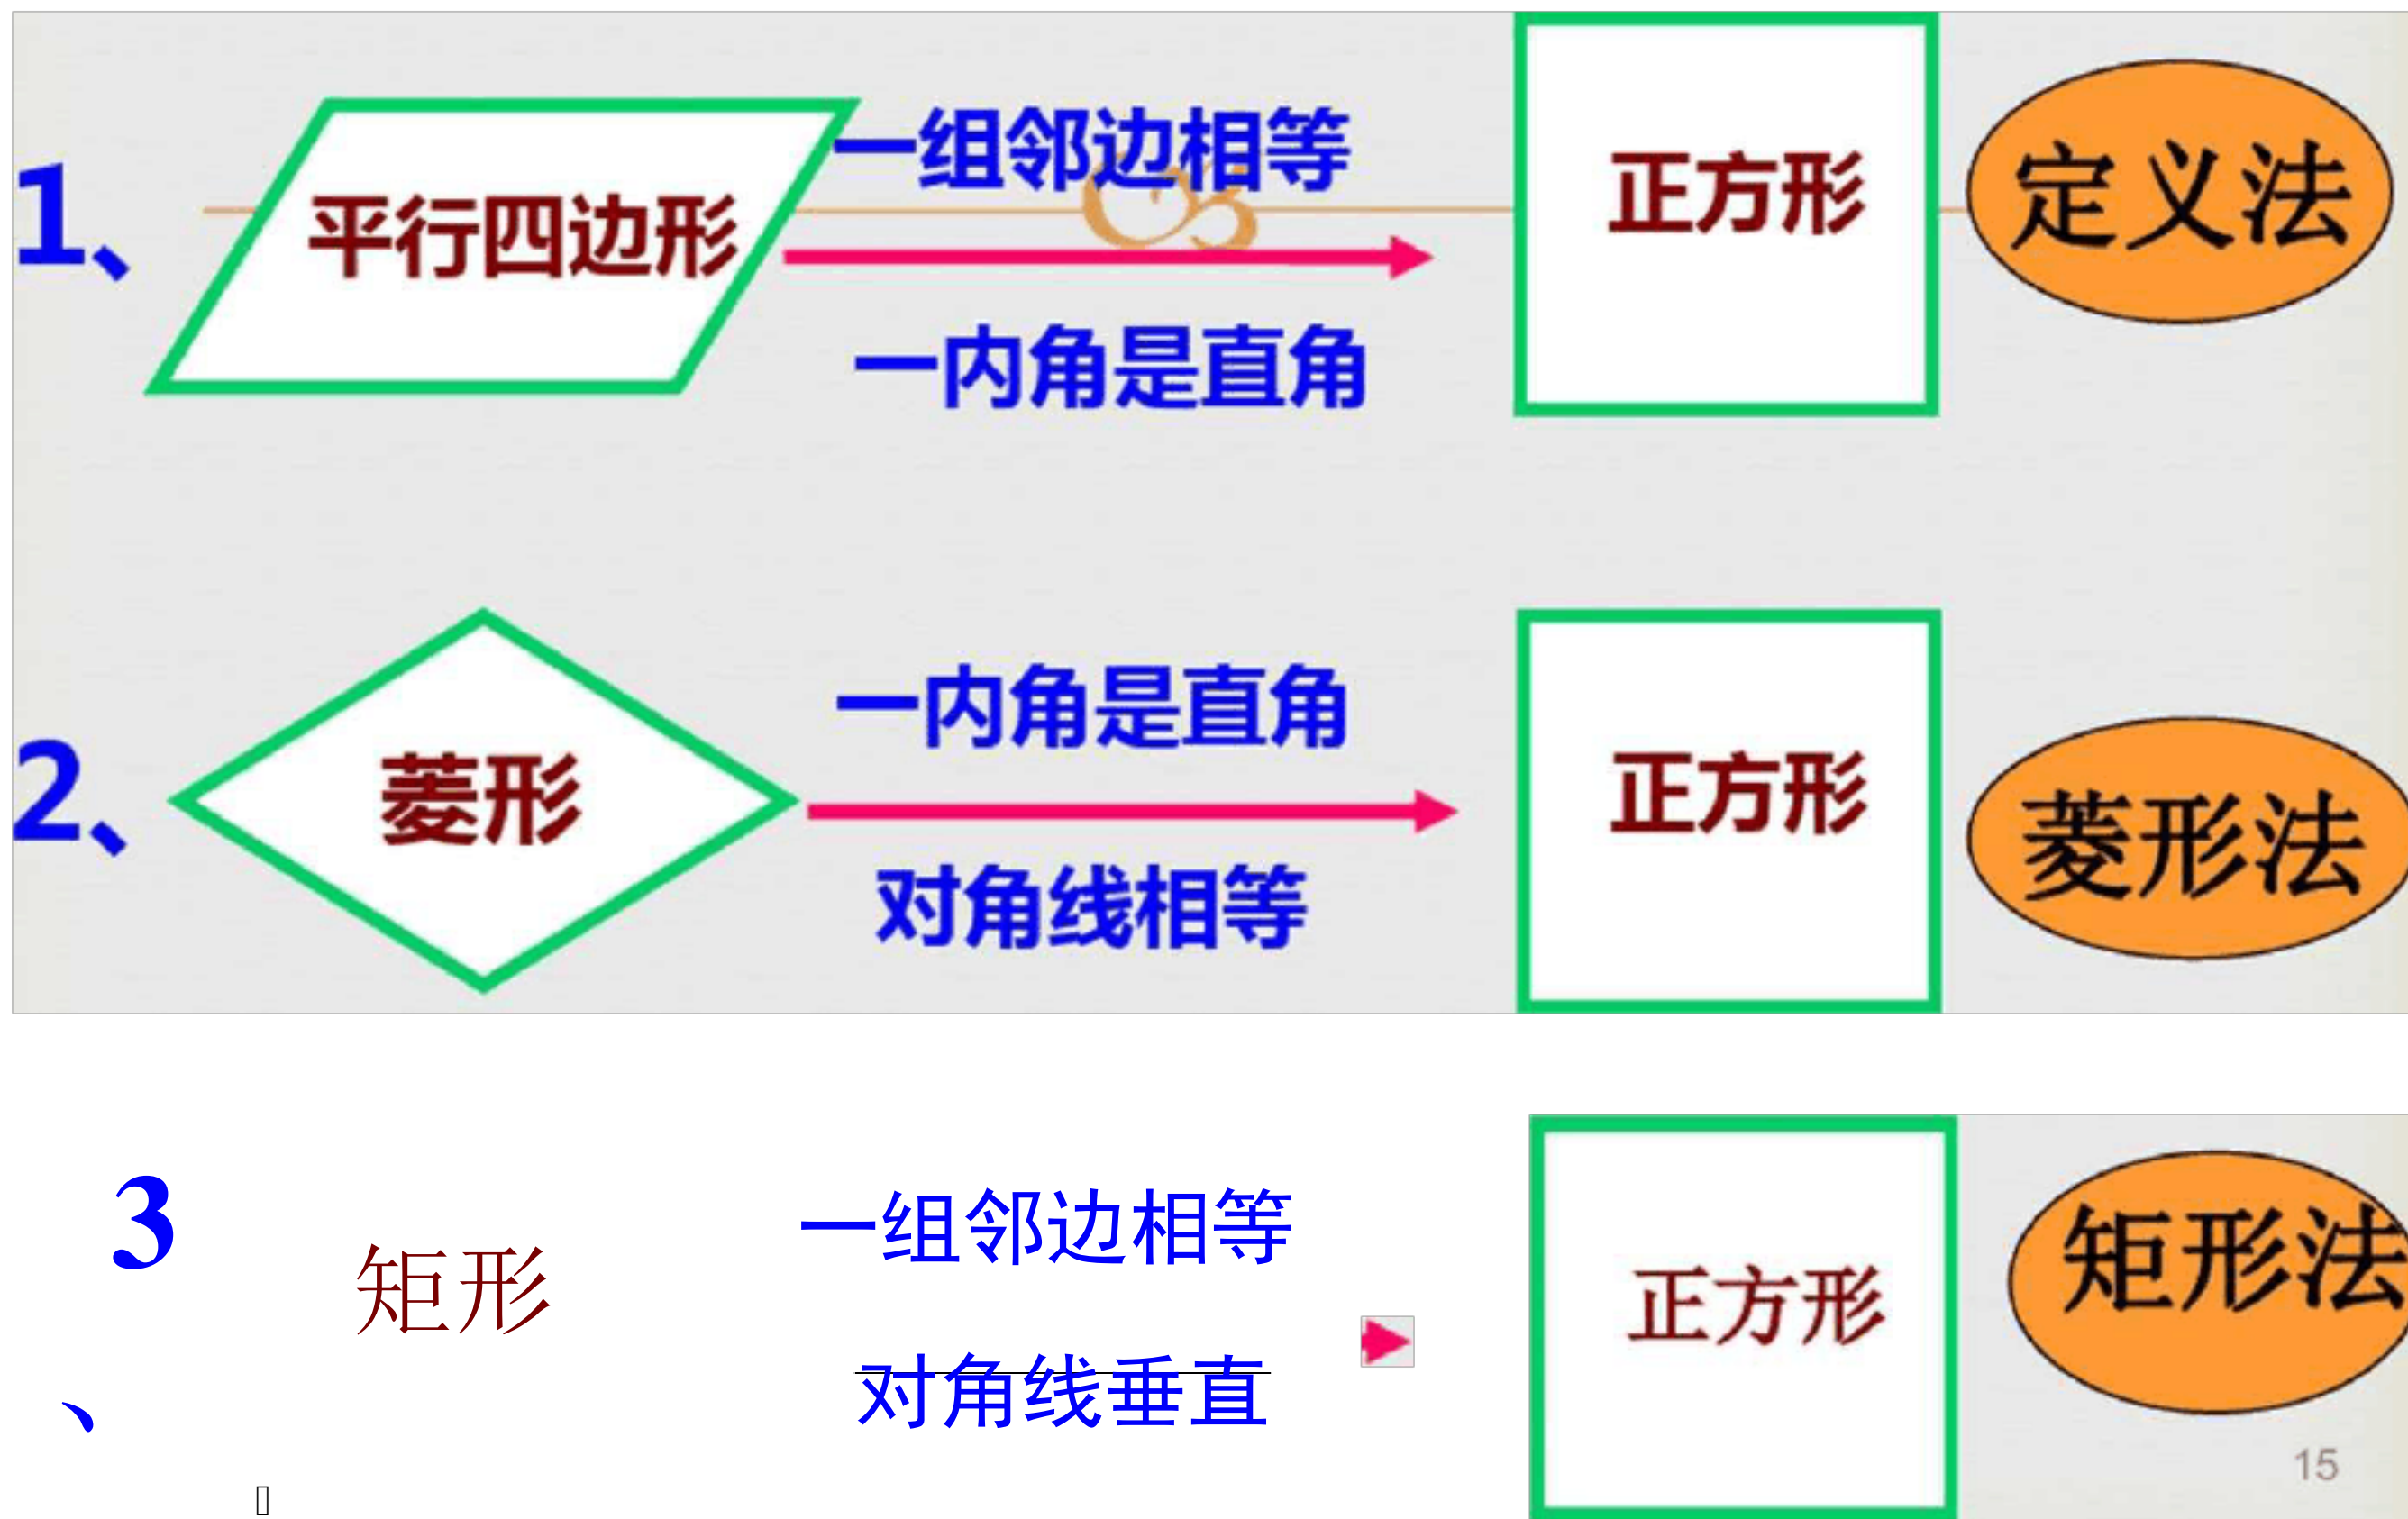 1、
平行四边形
一组邻边相等
一内角是直角
正方形
定义法
2、
菱形
一内角是直角
对角线相等
正方形
菱形法
3
、
矩形
一组邻边相等
对角线垂直
正方形
矩形法
15